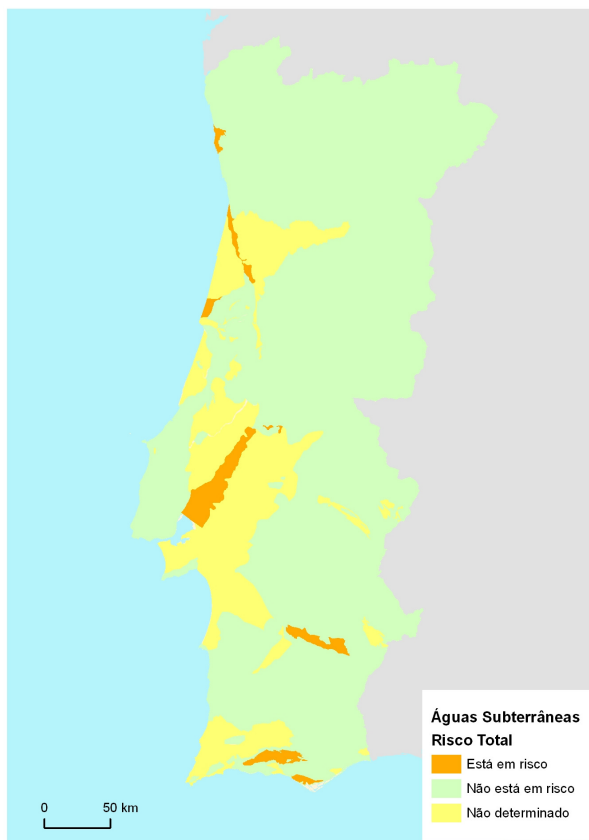 Águas Subterrâneas
Risco Total
Está em risco
Não está em risco
Não determinado
0 50 km